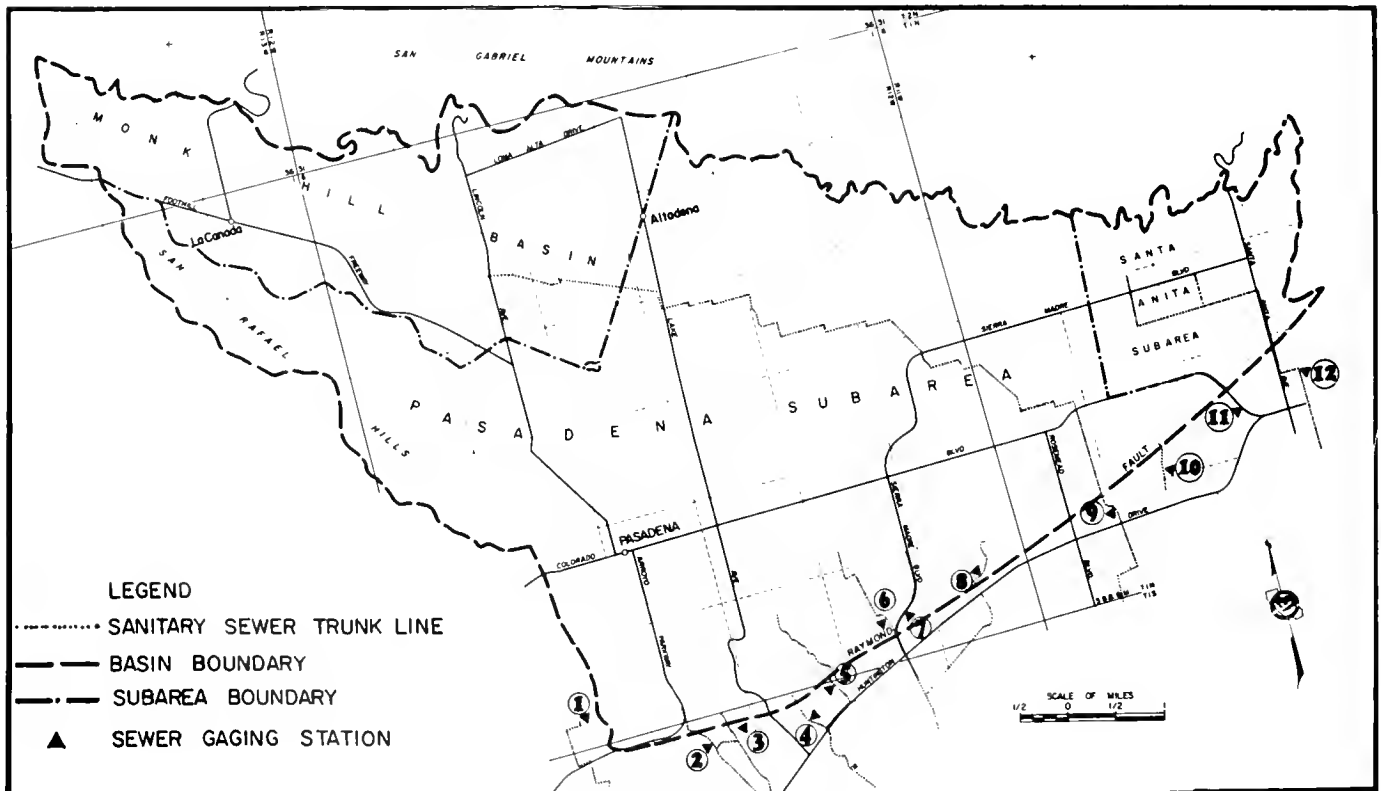 SAN GABRIEL MOUNTAINS
MONK
HILL
BASIN
LOMA ALTA DRIVE
LINCOLN
AVE
FOOTHILL
FREEWAY
La Canada
Altadena
SAN
RAFAEL
HILLS
LAKE
AVE
PASADENA SUBAREA
SIERRA MADRE
BLVD
SANTA
ANITA
SUBAREA
SANTA
ANITA
AVE
COLORADO
BLVD
PASADENA
ARROYO
PARKWAY
SIERRA
MADRE
BLVD
ROSEMEAD
BLVD
RAYMOND
FAULT
HUNTINGTON
DRIVE
1
2
3
4
5
6
7
8
9
10
11
12
LEGEND
SANITARY SEWER TRUNK LINE
BASIN BOUNDARY
SUBAREA BOUNDARY
SEWER GAGING STATION
SCALE OF MILES
1/2 0 1/2 1